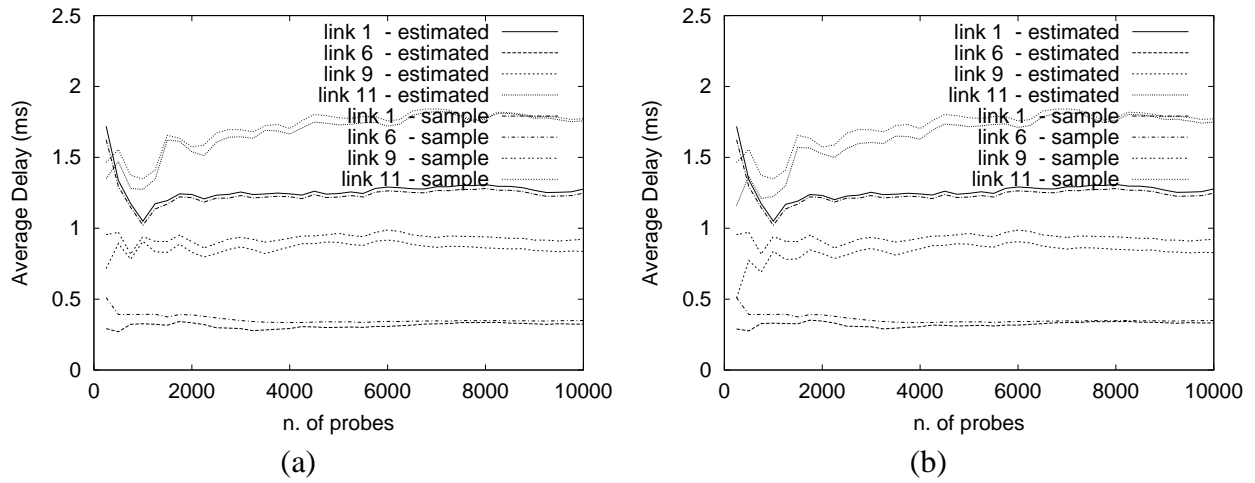 2.5
2
1.5
1
0.5
0
Average Delay (ms)
link 1 - estimated
link 6 - estimated
link 9 - estimated
link 11 - estimated
link 1 - sample
link 6 - sample
link 9 - sample
link 11 - sample
0 2000 4000 6000 8000 10000
n. of probes
(a)
2.5
2
1.5
1
0.5
0
Average Delay (ms)
link 1 - estimated
link 6 - estimated
link 9 - estimated
link 11 - estimated
link 1 - sample
link 6 - sample
link 9 - sample
link 11 - sample
0 2000 4000 6000 8000 10000
n. of probes
(b)